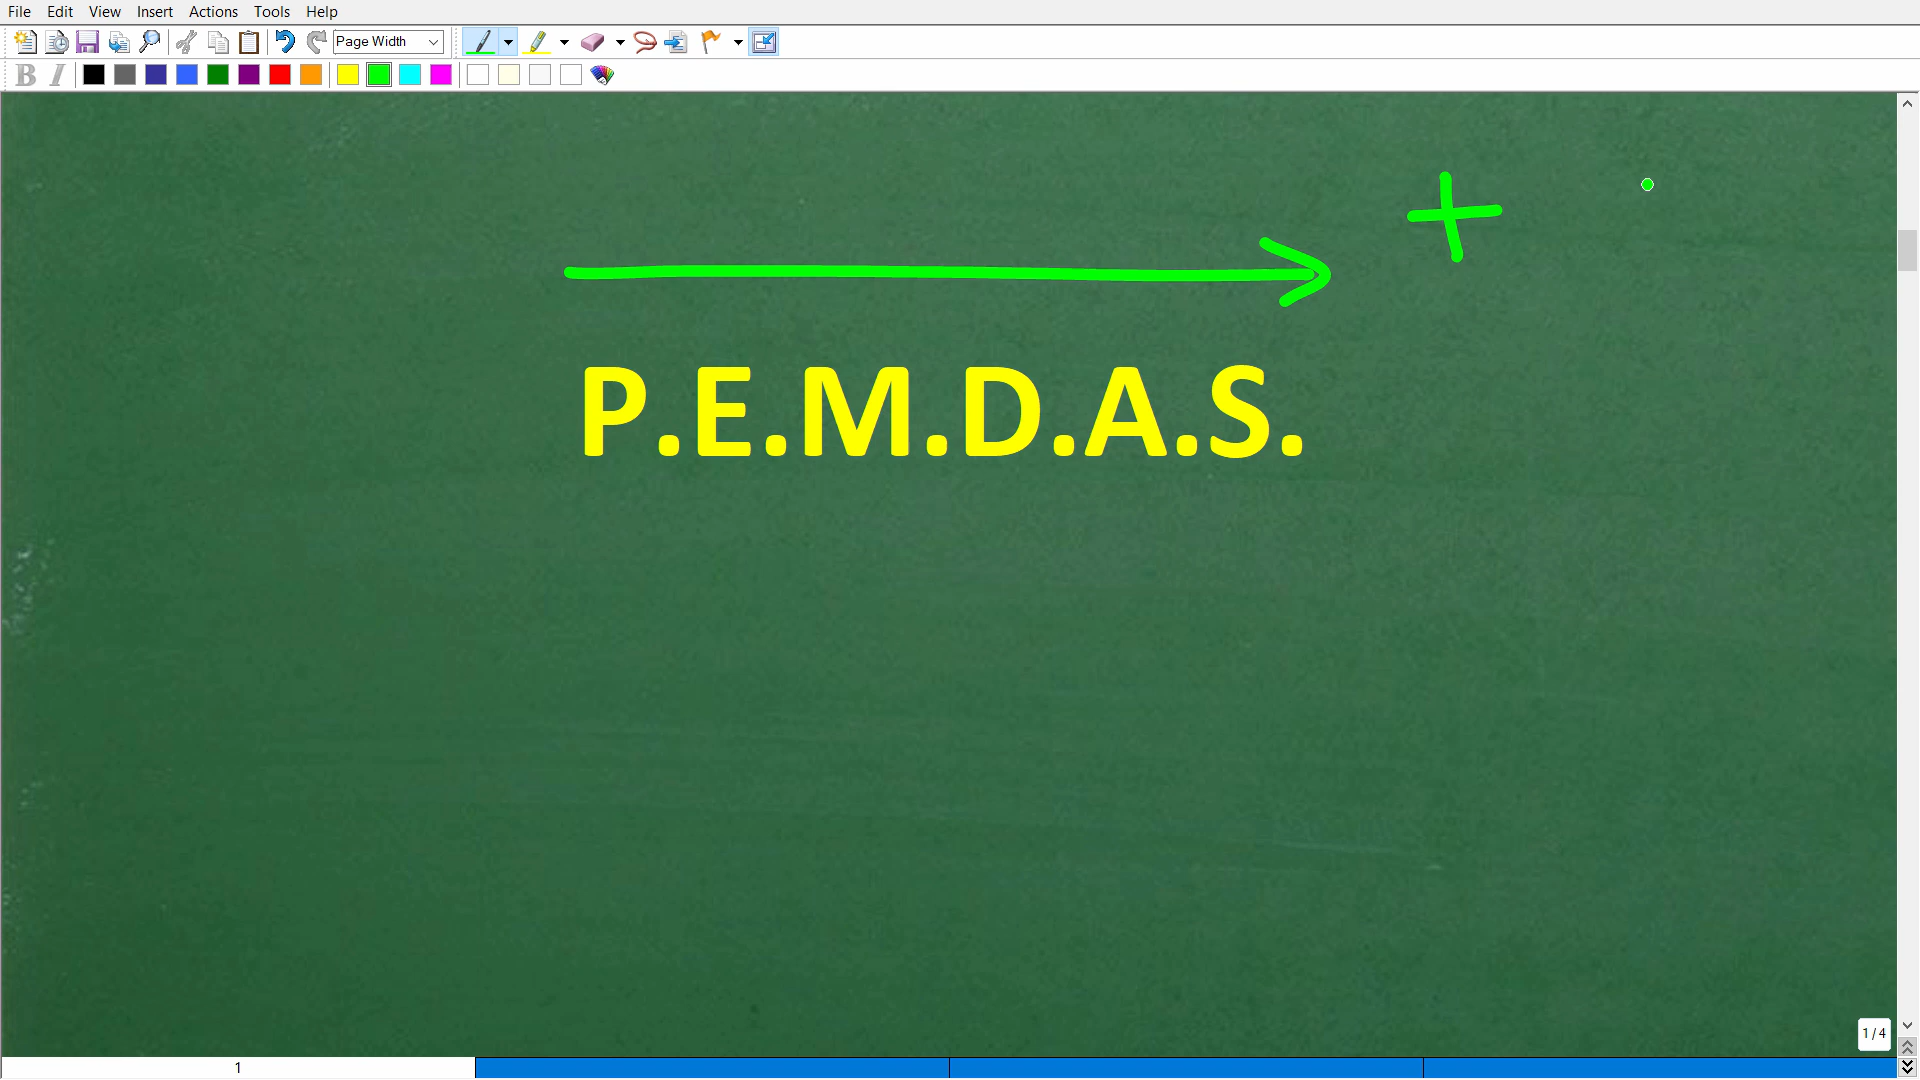 File Edit View Insert Actions Tools Help
Page Width
B I
+
P.E.M.D.A.S.
1 / 4
1